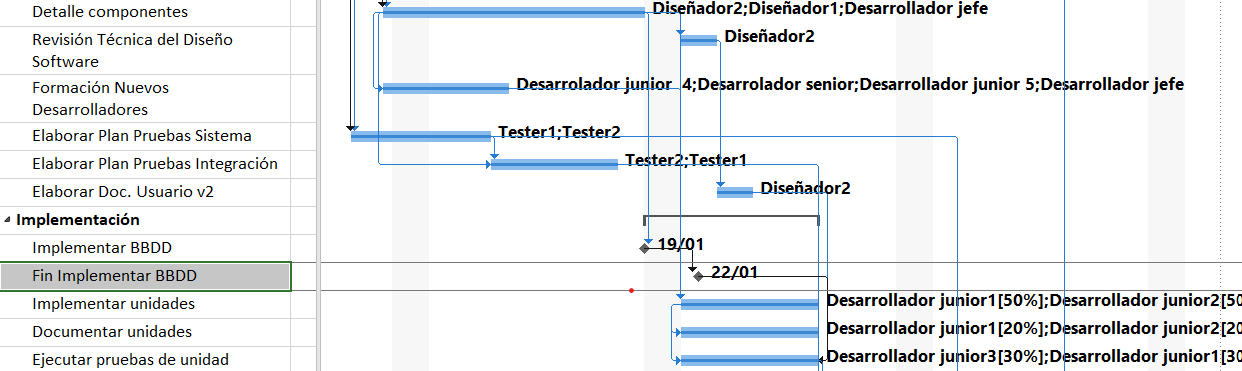 Detalle componentes
Diseñador2;Diseñador1;Desarrollador jefe
Revisión Técnica del Diseño
Software
Diseñador2
Formación Nuevos
Desarrolladores
Desarrolador junior 4;Desarrolador senior;Desarrollador junior 5;Desarrollador jefe
Elaborar Plan Pruebas Sistema
Tester1;Tester2
Elaborar Plan Pruebas Integración
Tester2;Tester1
Elaborar Doc. Usuario v2
Diseñador2
Implementación
Implementar BBDD
19/01
Fin Implementar BBDD
22/01
Implementar unidades
Desarrollador junior1[50%];Desarrollador junior2[50
Documentar unidades
Desarrollador junior1[20%];Desarrollador junior2[20
Ejecutar pruebas de unidad
Desarrollador junior3[30%];Desarrollador junior1[30